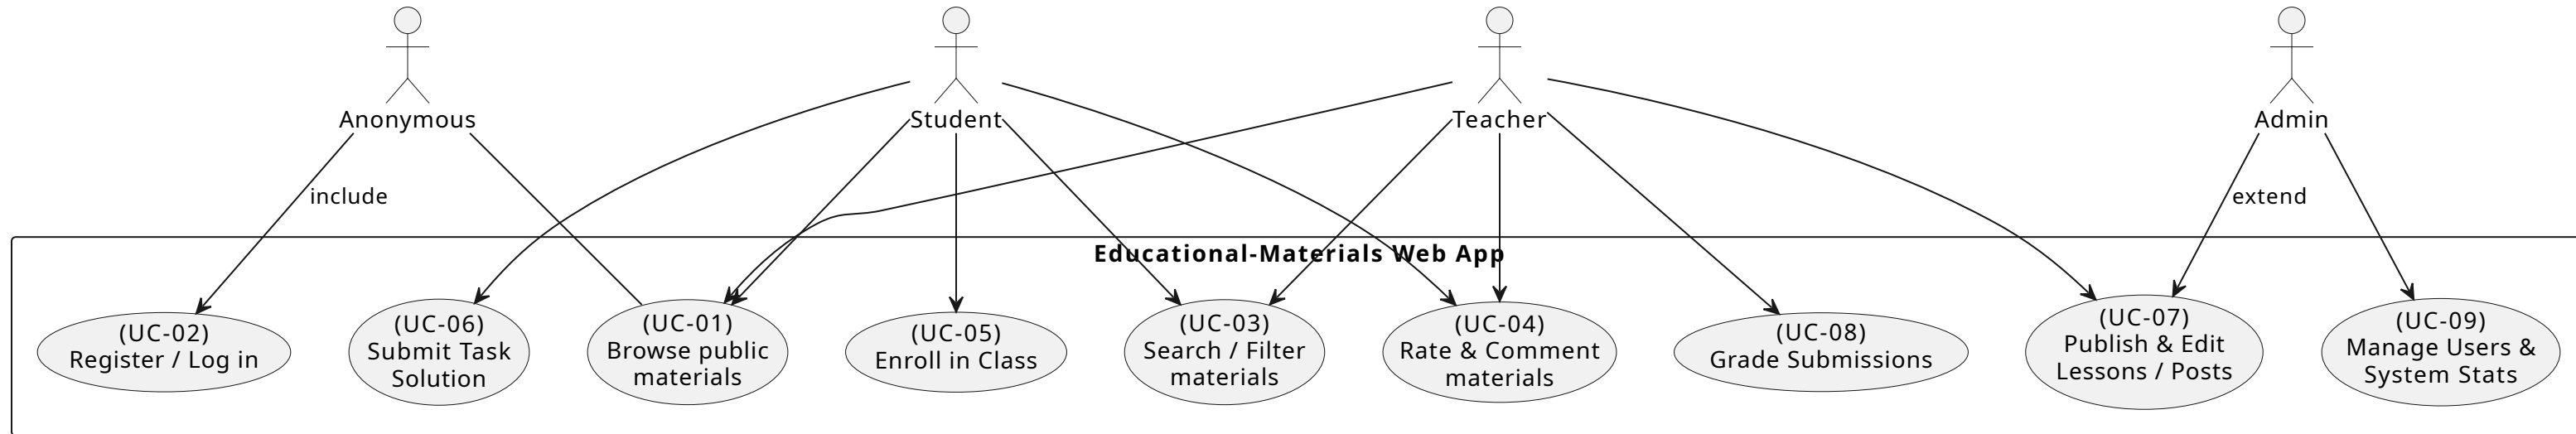 Anonymous
Student
Teacher
Admin
include
extend
Educational-Materials Web App
(UC-02)
Register / Log in
(UC-06)
Submit Task
Solution
(UC-01)
Browse public
materials
(UC-05)
Enroll in Class
(UC-03)
Search / Filter
materials
(UC-04)
Rate & Comment
materials
(UC-08)
Grade Submissions
(UC-07)
Publish & Edit
Lessons / Posts
(UC-09)
Manage Users &
System Stats